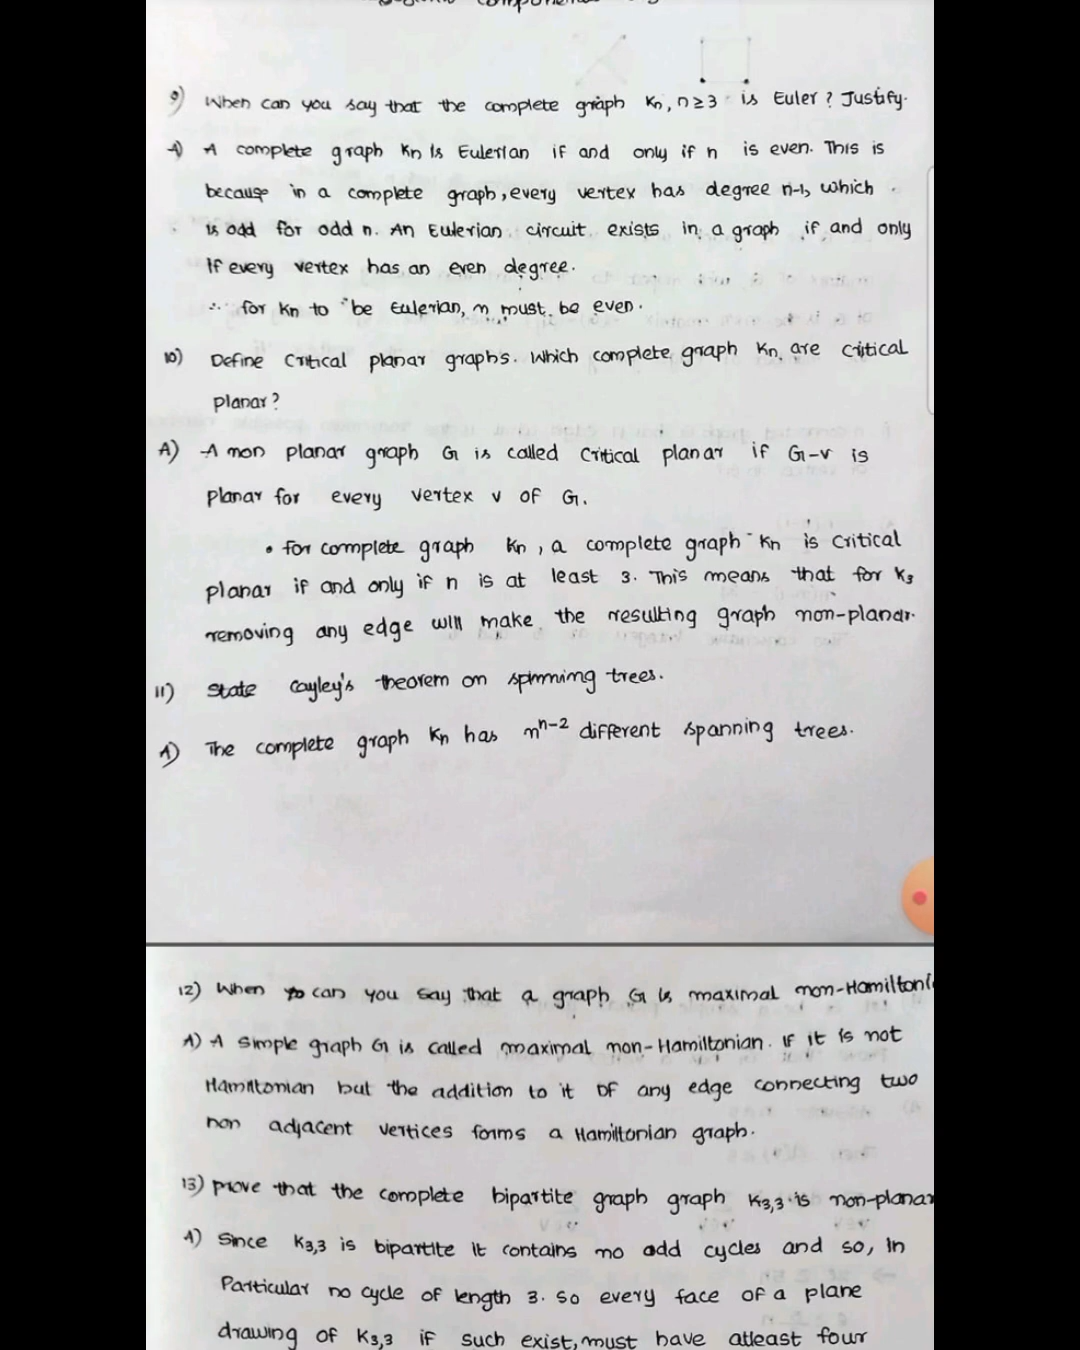 9) When can you say that the complete graph Kn, n≥3 is Euler? Justify.
A) A complete graph Kn is Eulerian if and only if n is even. This is
because in a complete graph, every vertex has degree n-1, which
is odd for odd n. An Eulerian circuit exists in a graph if and only
if every vertex has an even degree.
∴ for Kn to be Eulerian, n must be even.
10) Define Critical planar graphs. Which complete graph Kn are critical
planar?
A) A non planar graph G is called Critical planar if G-v is
planar for every vertex v of G.
• for complete graph Kn, a complete graph Kn is critical
planar if and only if n is at least 3. This means that for K3
removing any edge will make the resulting graph non-planar.
11) State Cayley's theorem on spinning trees.
A) The complete graph Kn has n^n-2 different spanning trees.
12) When can you say that a graph G is maximal non-Hamiltoni
A) A simple graph G is called maximal non-Hamiltonian. If it is not
Hamiltonian but the addition to it of any edge connecting two
non adjacent vertices forms a Hamiltonian graph.
13) prove that the complete bipartite graph graph K3,3 is non-planar
A) Since K3,3 is bipartite it contains no odd cycles and so, in
Particular no cycle of length 3. So every face of a plane
drawing of K3,3 if such exist, must have atleast four